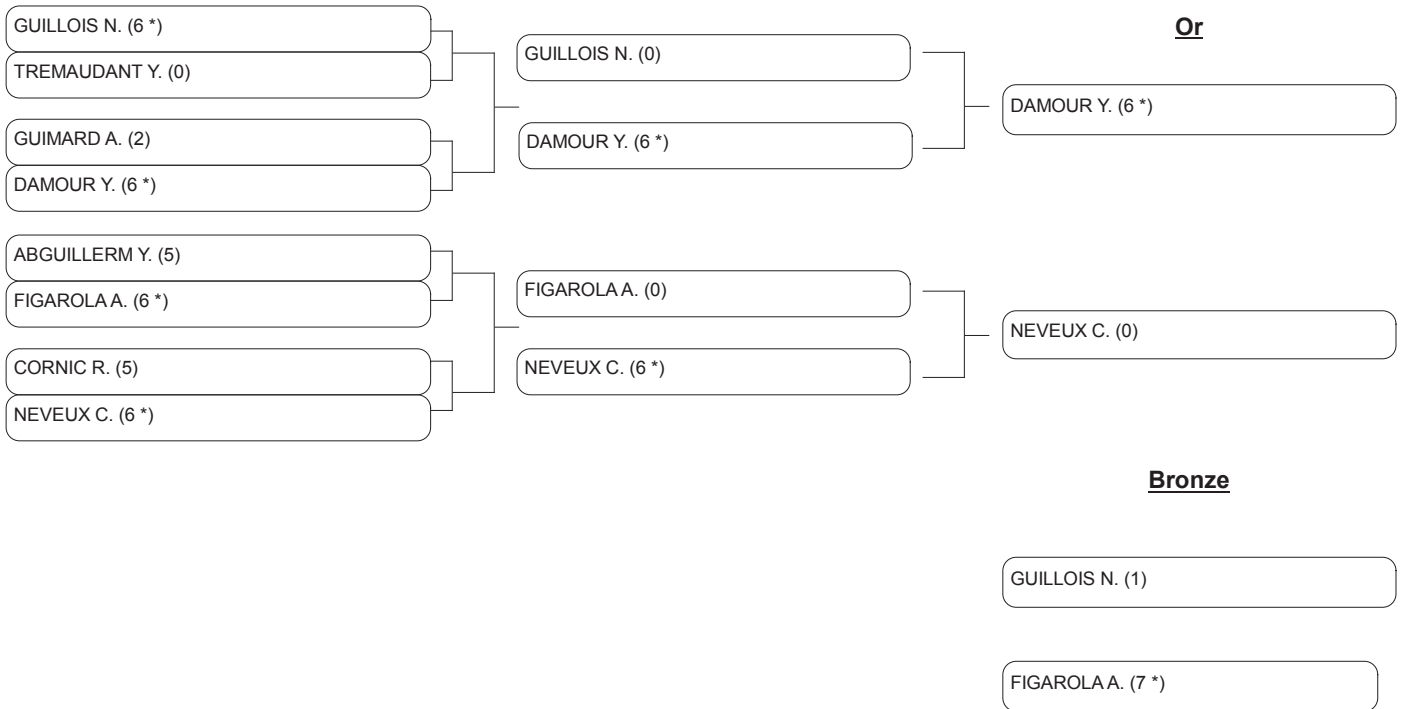 GUILLOIS N. (6 *)
TREMAUDANT Y. (0)
GUIMARD A. (2)
DAMOUR Y. (6 *)
ABGUILLERM Y. (5)
FIGAROLA A. (6 *)
CORNIC R. (5)
NEVEUX C. (6 *)
GUILLOIS N. (0)
DAMOUR Y. (6 *)
FIGAROLA A. (0)
NEVEUX C. (6 *)
Or
DAMOUR Y. (6 *)
NEVEUX C. (0)
Bronze
GUILLOIS N. (1)
FIGAROLA A. (7 *)